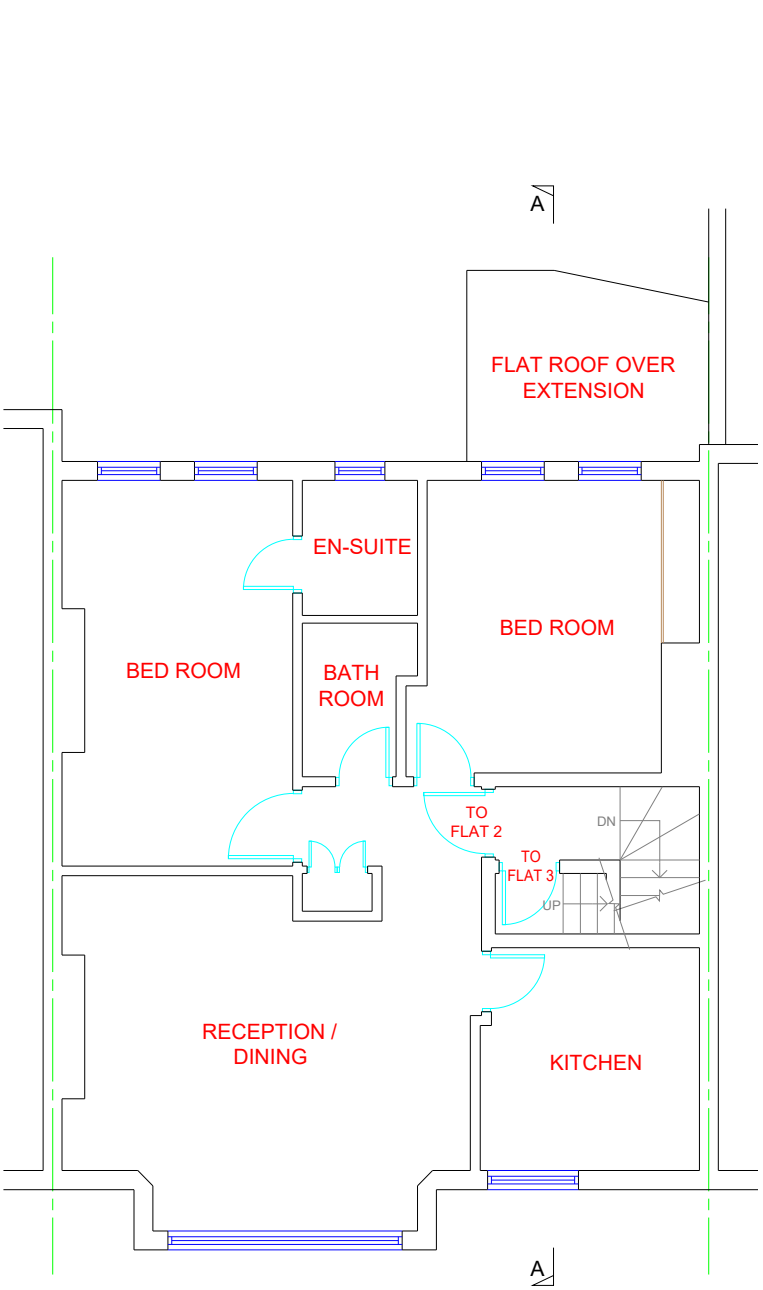 A
FLAT ROOF OVER
EXTENSION
EN-SUITE
BED ROOM
BED ROOM
BATH
ROOM
TO
FLAT 2
DN
TO
FLAT 3
UP
RECEPTION /
DINING
KITCHEN
A